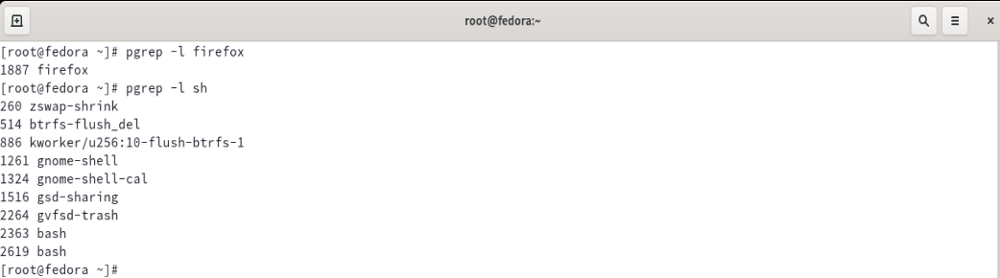 root@fedora:~
[root@fedora ~]# pgrep -l firefox
1887 firefox
[root@fedora ~]# pgrep -l sh
260 zswap-shrink
514 btrfs-flush_del
886 kworker/u256:10-flush-btrfs-1
1261 gnome-shell
1324 gnome-shell-cal
1516 gsd-sharing
2264 gvfsd-trash
2363 bash
2619 bash
[root@fedora ~]#